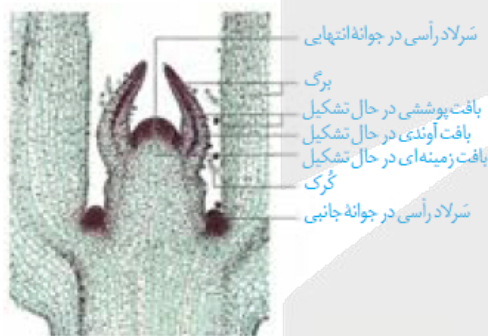 سَرلاد رأسی در جوانهٔ انتهایی
برگ
بافت پوششی در حال تشکیل
بافت آوندی در حال تشکیل
بافت زمینه‌ای در حال تشکیل
کُرک
سَرلاد رأسی در جوانهٔ جانبی